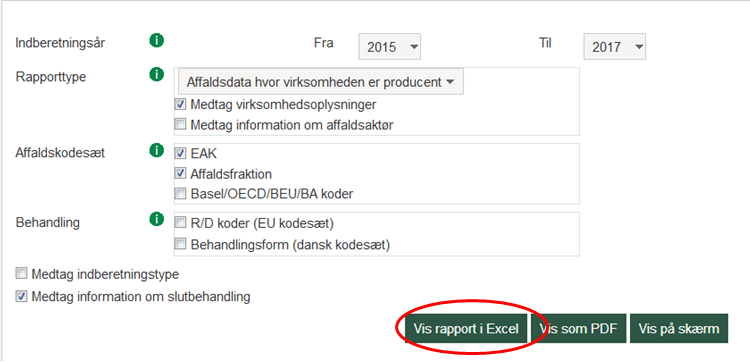 Indberetningsår Fra 2015 Til 2017
Rapporttype Affaldsdata hvor virksomheden er producent
Medtag virksomhedsoplysninger
Medtag information om affaldsaktør
Affaldskodesæt EAK
Affaldsfraktion
Basel/OECD/BEU/BA koder
Behandling R/D koder (EU kodesæt)
Behandlingsform (dansk kodesæt)
Medtag indberetningstype
Medtag information om slutbehandling
Vis rapport i Excel Vis som PDF Vis på skærm